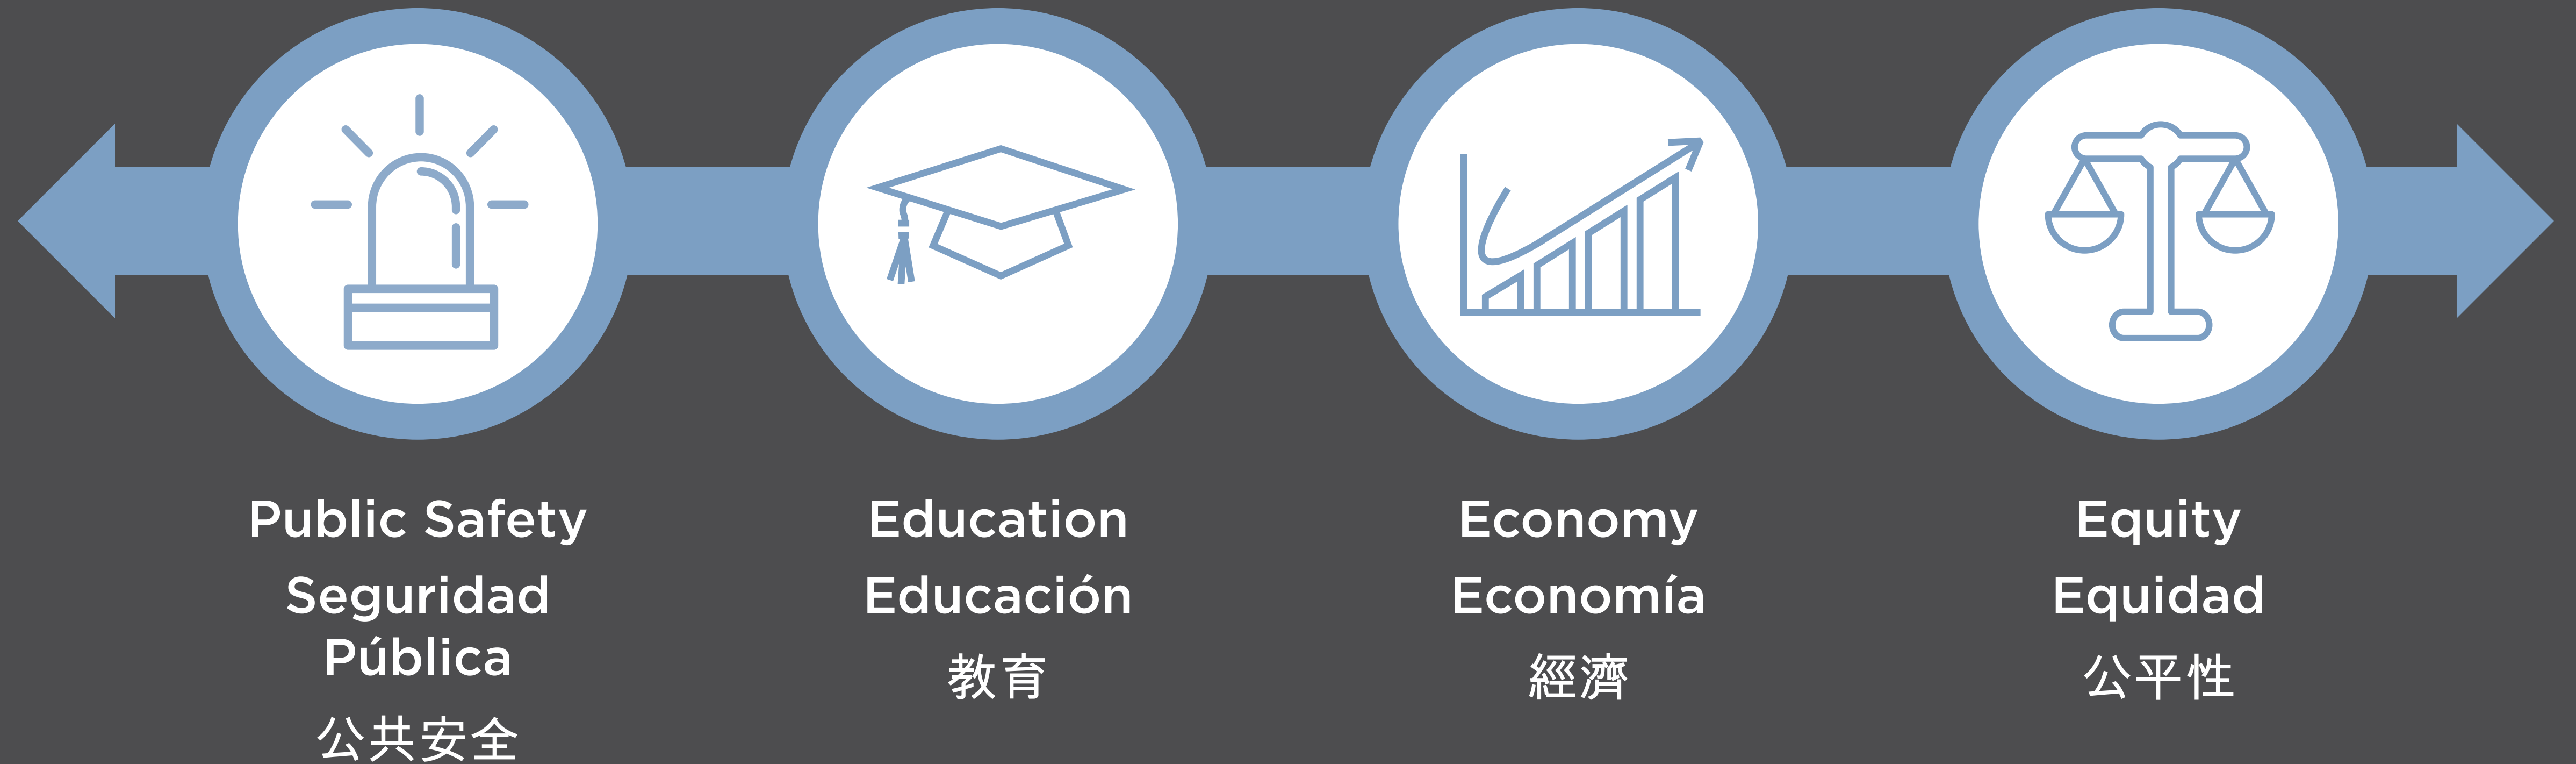 Public Safety
Seguridad
Pública
公共安全
Education
Educación
教育
Economy
Economía
經濟
Equity
Equidad
公平性